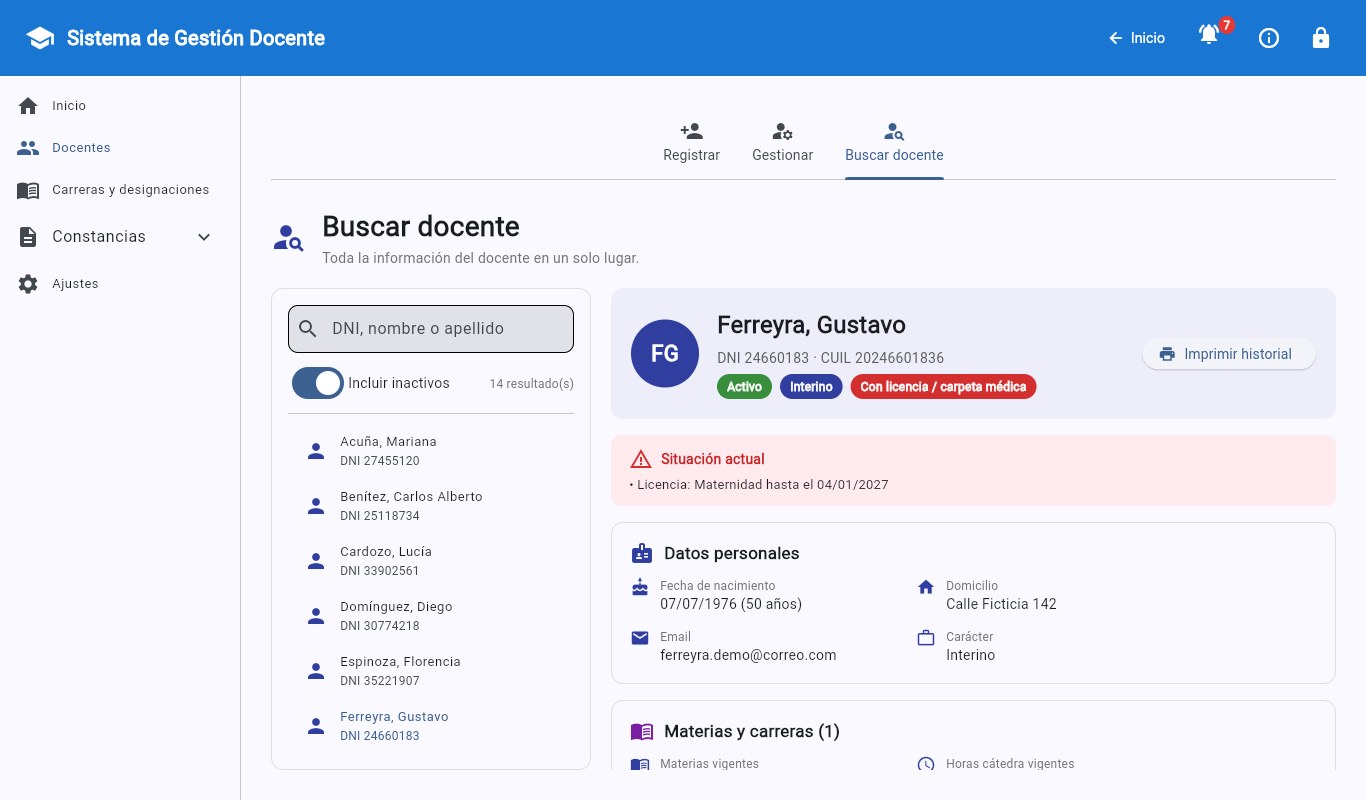 Sistema de Gestión Docente
Inicio
7
Inicio
Docentes
Carreras y designaciones
Constancias
Ajustes
Registrar
Gestionar
Buscar docente
Buscar docente
Toda la información del docente en un solo lugar.
DNI, nombre o apellido
Incluir inactivos
14 resultado(s)
Acuña, Mariana
DNI 27455120
Benítez, Carlos Alberto
DNI 25118734
Cardozo, Lucía
DNI 33902561
Domínguez, Diego
DNI 30774218
Espinoza, Florencia
DNI 35221907
Ferreyra, Gustavo
DNI 24660183
FG
Ferreyra, Gustavo
DNI 24660183 · CUIL 20246601836
Activo
Interino
Con licencia / carpeta médica
Imprimir historial
Situación actual
• Licencia: Maternidad hasta el 04/01/2027
Datos personales
Fecha de nacimiento
07/07/1976 (50 años)
Domicilio
Calle Ficticia 142
Email
ferreyra.demo@correo.com
Carácter
Interino
Materias y carreras (1)
Materias vigentes
Horas cátedra vigentes